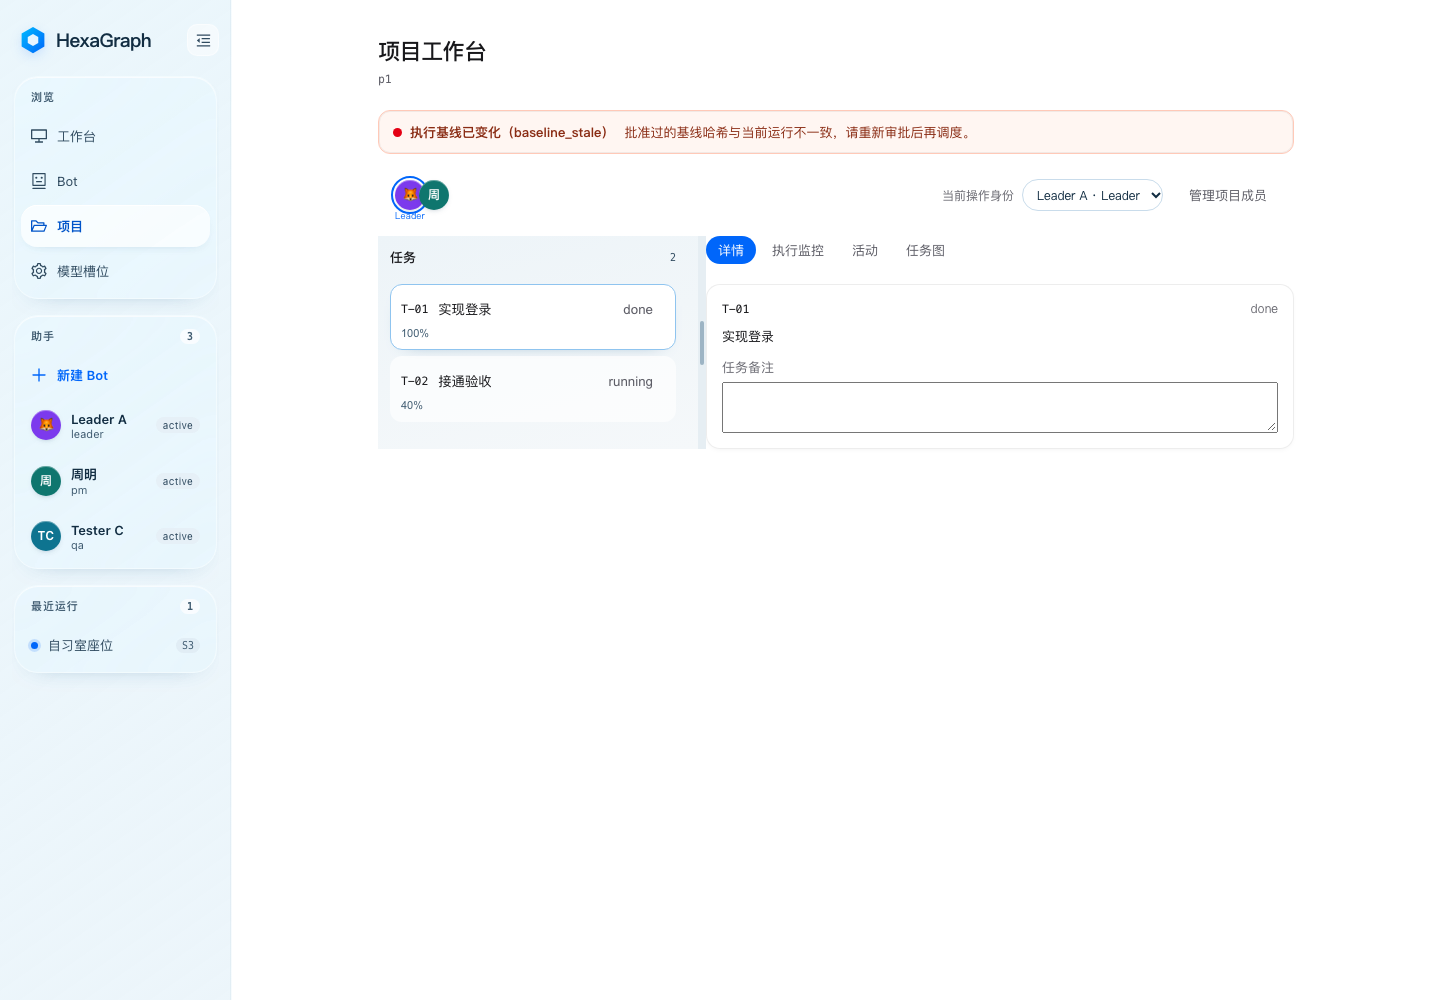 HexaGraph
浏览
工作台
Bot
项目
模型槽位
助手 3
新建 Bot
Leader A
leader
active
周 周明
pm
active
TC Tester C
qa
active
最近运行 1
自习室座位 S3
项目工作台
p1
执行基线已变化（baseline_stale） 批准过的基线哈希与当前运行不一致，请重新审批后再调度。
周
Leader
当前操作身份 Leader A · Leader 管理项目成员
任务 2
T-01 实现登录 done
100%
T-02 接通验收 running
40%
详情 执行监控 活动 任务图
T-01 done
实现登录
任务备注